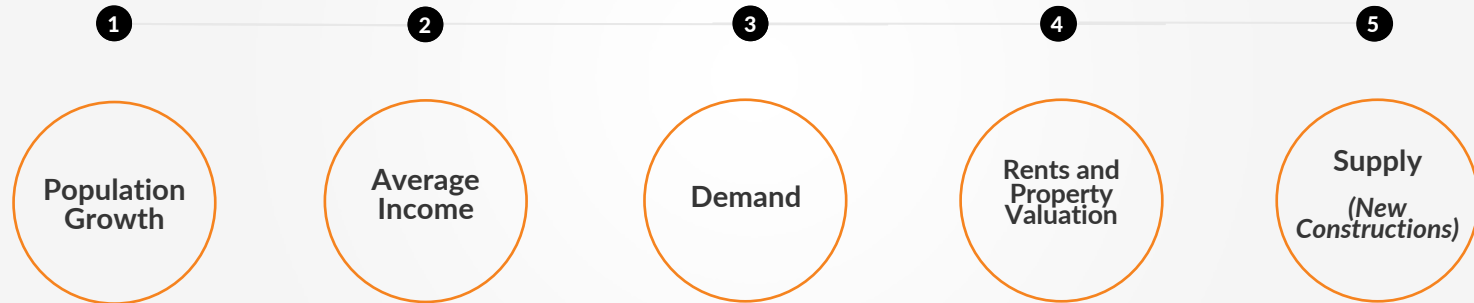 1
2
3
4
5
Population
Growth
Average
Income
Demand
Rents and
Property
Valuation
Supply
(New
Constructions)